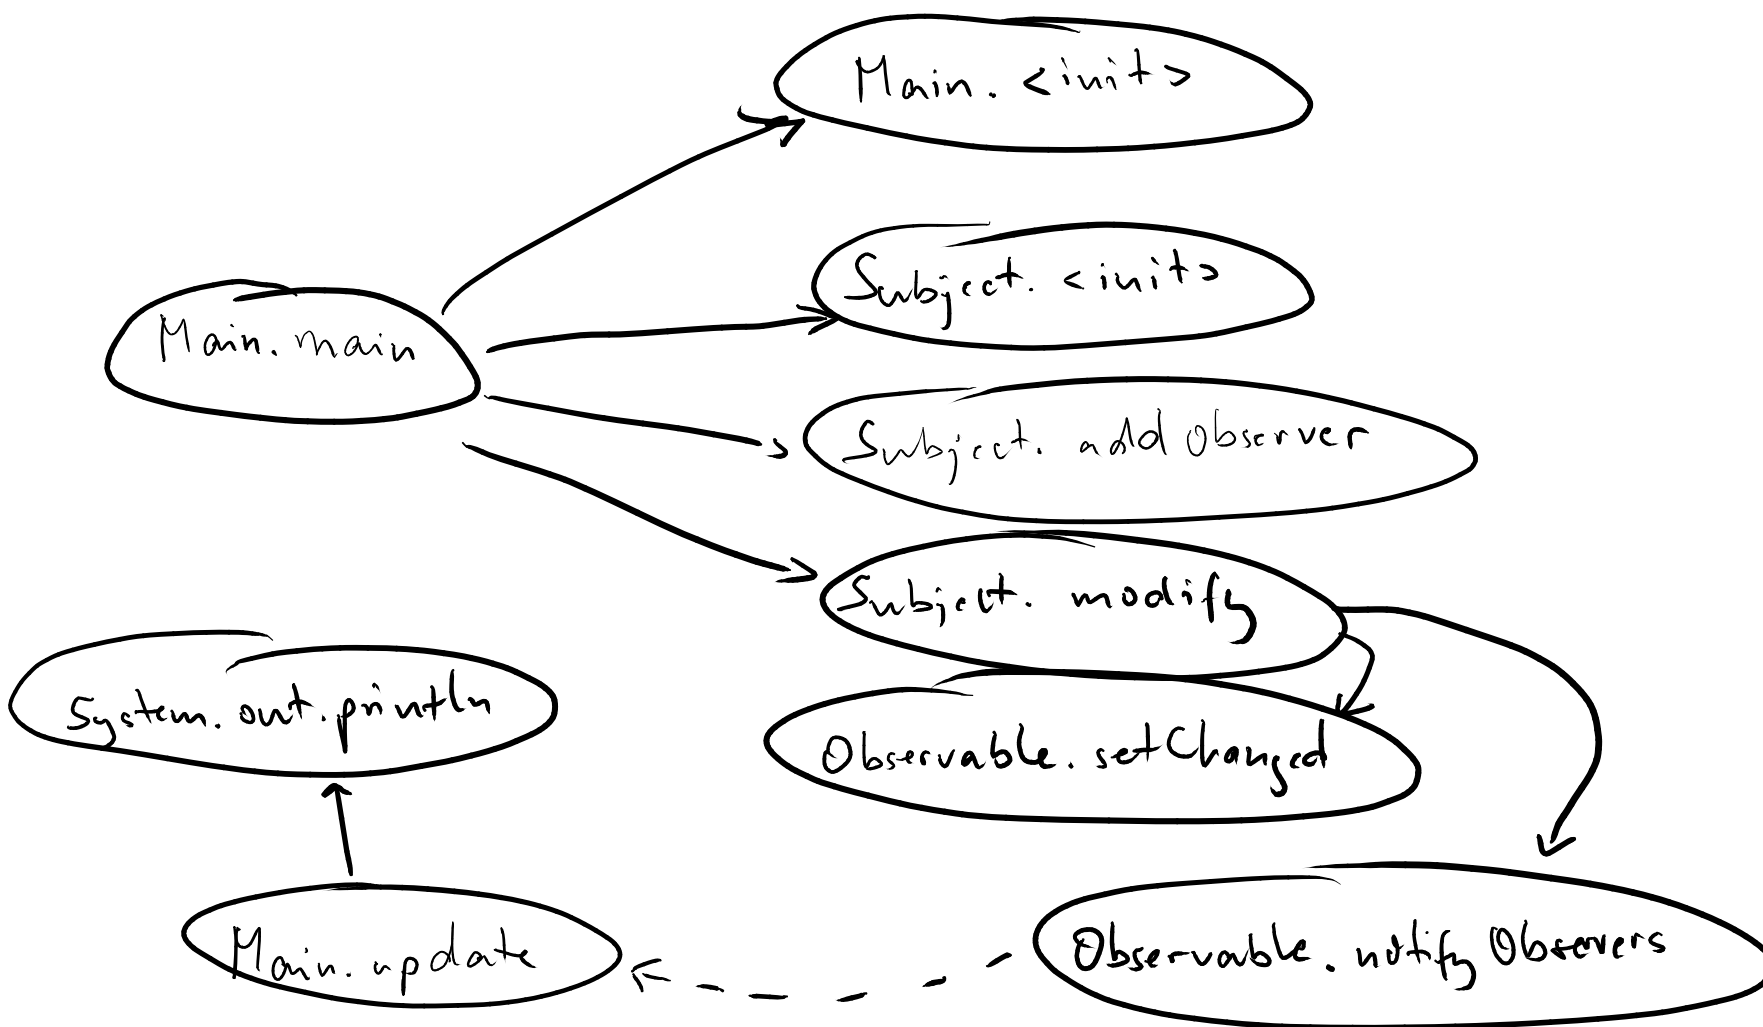 Main. <init>
Subject. <init>
Main. main
Subject. addObserver
Subject. modify
System.out.println
Observable. setChanged
Main. update
Observable. notifyObservers